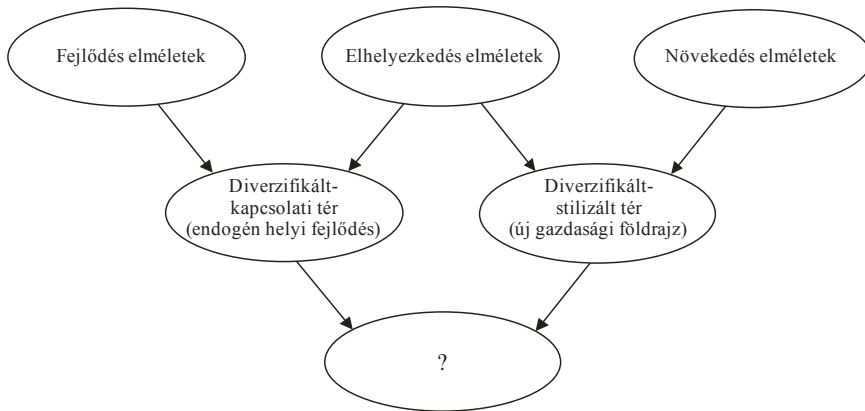 Fejlődés elméletek
Elhelyezkedés elméletek
Növekedés elméletek
Diverzifikált-
kapcsolati tér
(endogén helyi fejlődés)
Diverzifikált-
stilizált tér
(új gazdasági földrajz)
?